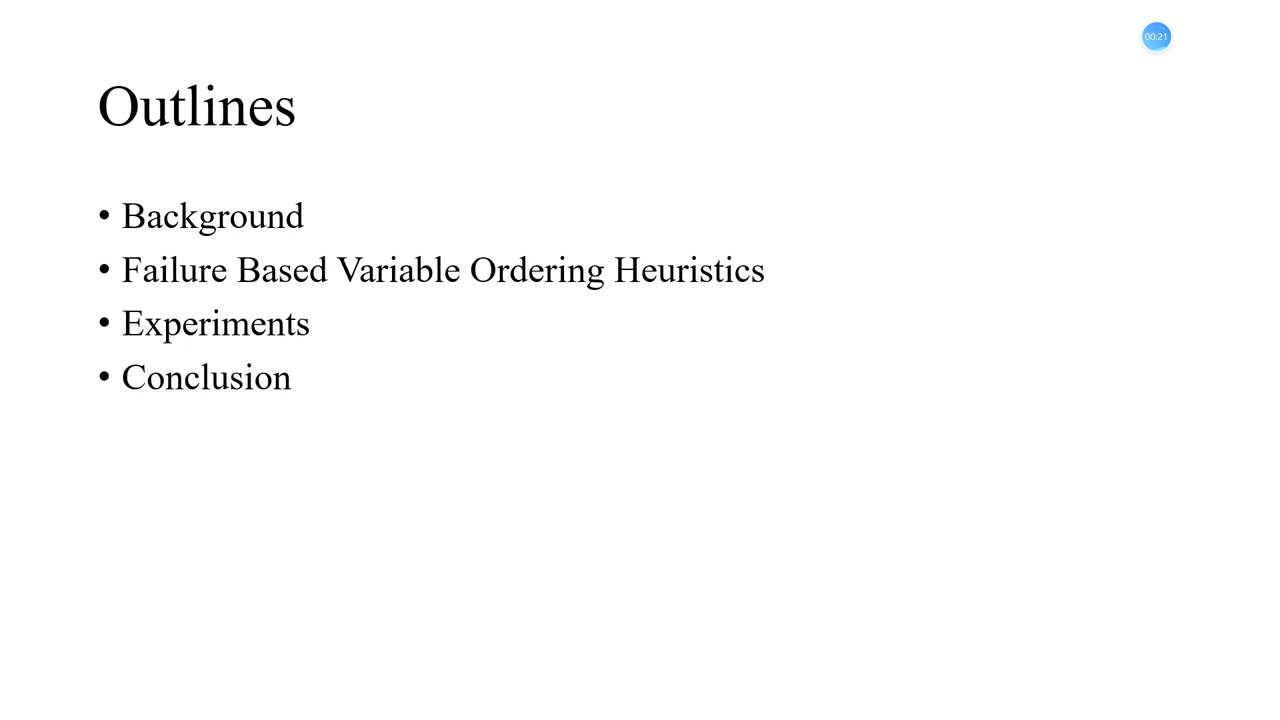 00:21
Outlines
• Background
• Failure Based Variable Ordering Heuristics
• Experiments
• Conclusion